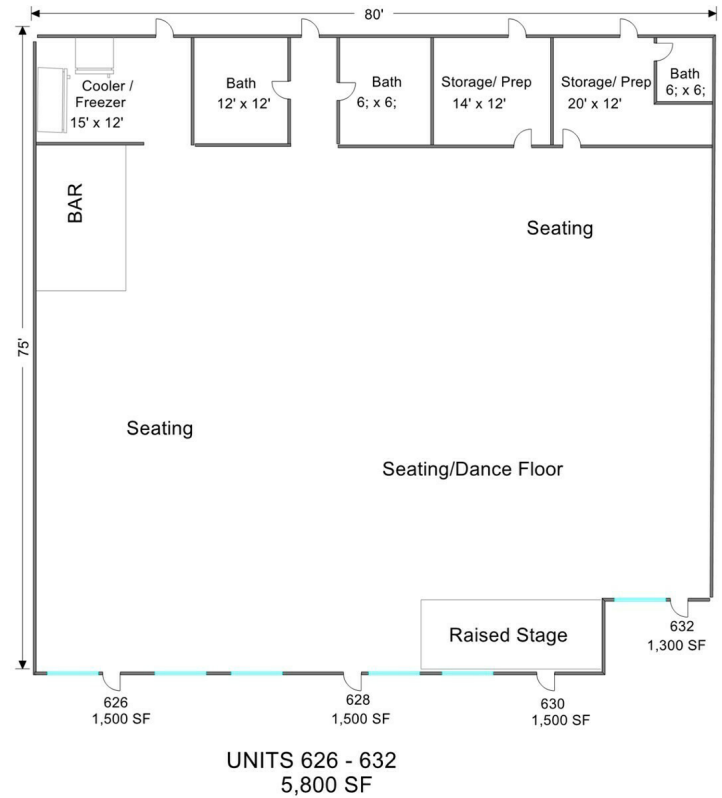 80'
Cooler /
Freezer
15' x 12'
Bath
12' x 12'
Bath
6; x 6;
Storage/ Prep
14' x 12'
Storage/ Prep
20' x 12'
Bath
6; x 6;
BAR
Seating
75'
Seating
Seating/Dance Floor
Raised Stage
632
1,300 SF
626
1,500 SF
628
1,500 SF
630
1,500 SF
UNITS 626 - 632
5,800 SF